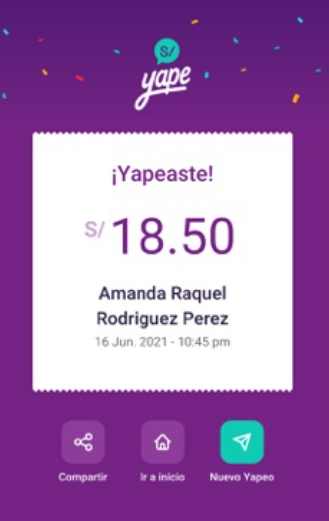 S/
yape
¡Yapeaste!
S/ 18.50
Amanda Raquel
Rodriguez Perez
16 Jun. 2021 - 10:45 pm
Compartir
Ir a inicio
Nuevo Yapeo